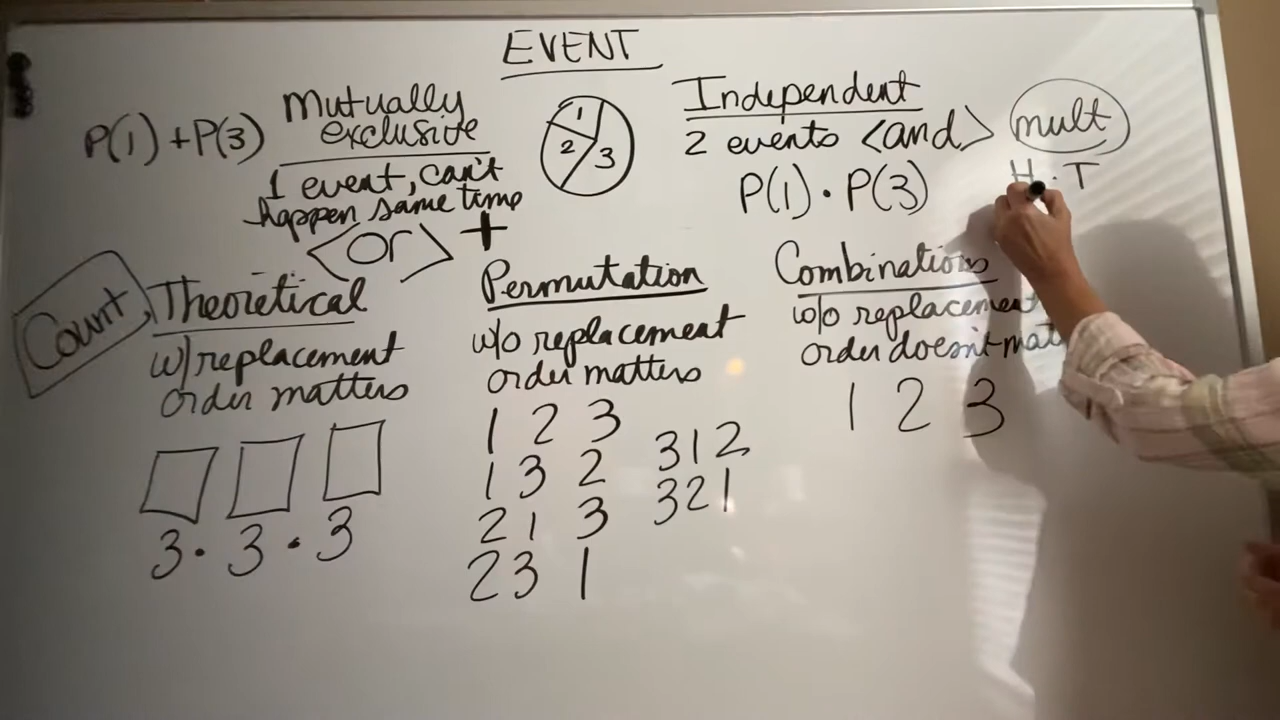 EVENT
P(1) + P(3)
Mutually
exclusive
1 event, can't
happen same time
<or> +
1
2
3
Independent
2 events <and> mult
P(1) · P(3)
H · T
Count
Theoretical
w/replacement
order matters
3 · 3 · 3
Permutation
w/o replacement
order matters
1 2 3
1 3 2
2 1 3
2 3 1
3 1 2
3 2 1
Combinations
w/o replacement
order doesn't mat
1 2 3